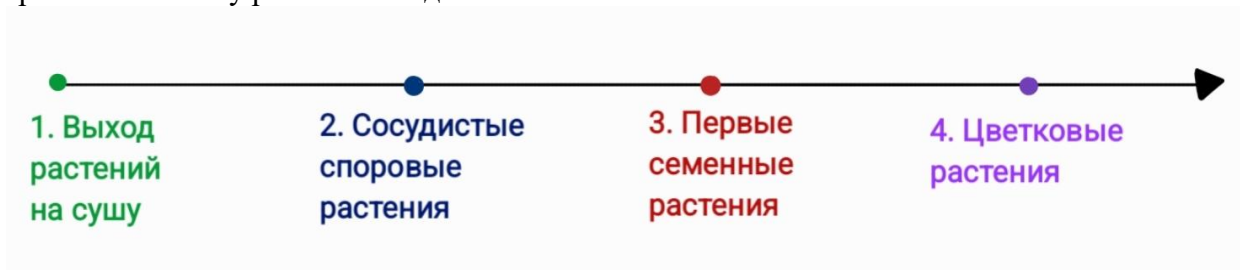 1. Выход
растений
на сушу
2. Сосудистые
споровые
растения
3. Первые
семенные
растения
4. Цветковые
растения